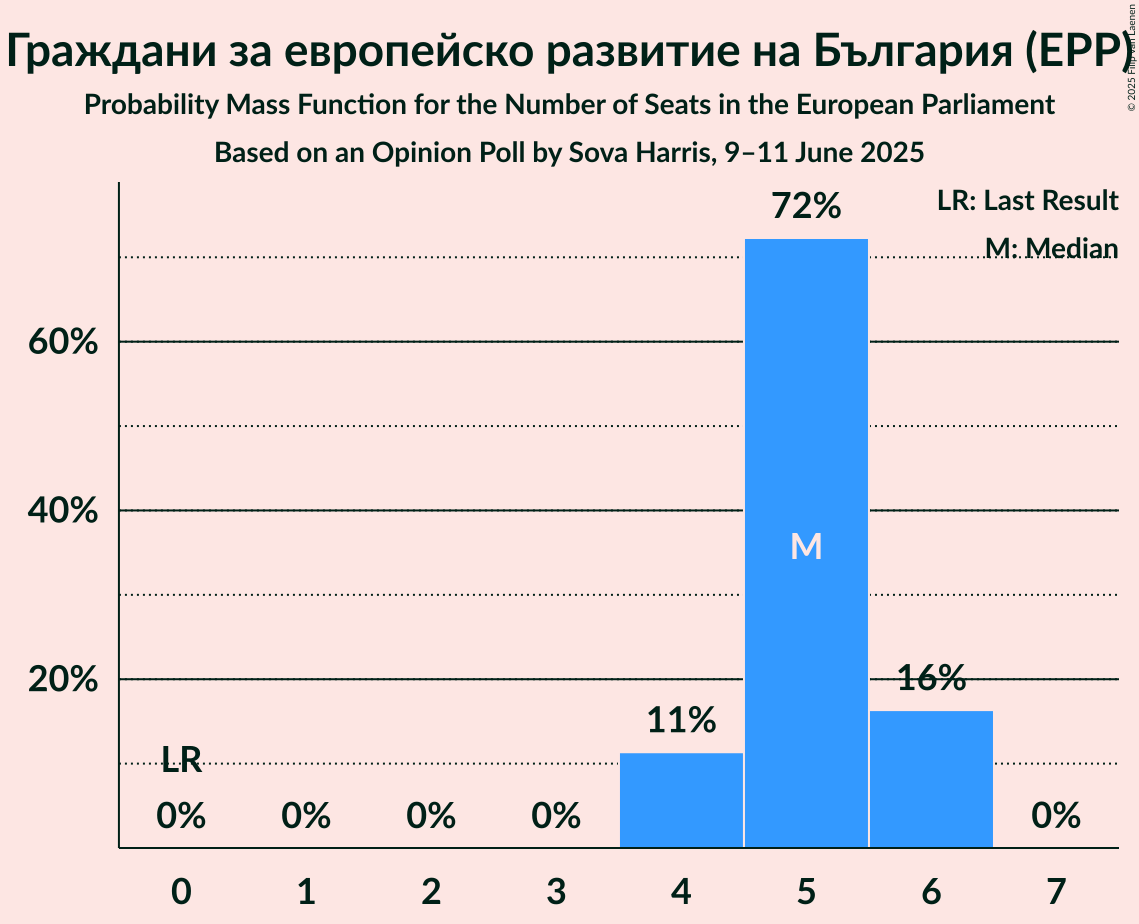 Граждани за европейско развитие на България (EPP)
© 2025 Filip van Laenen
Probability Mass Function for the Number of Seats in the European Parliament
Based on an Opinion Poll by Sova Harris, 9–11 June 2025
LR: Last Result
M: Median
72%
60%
40%
M
20%
16%
11%
LR
0% 0% 0% 0% 0%
0 1 2 3 4 5 6 7